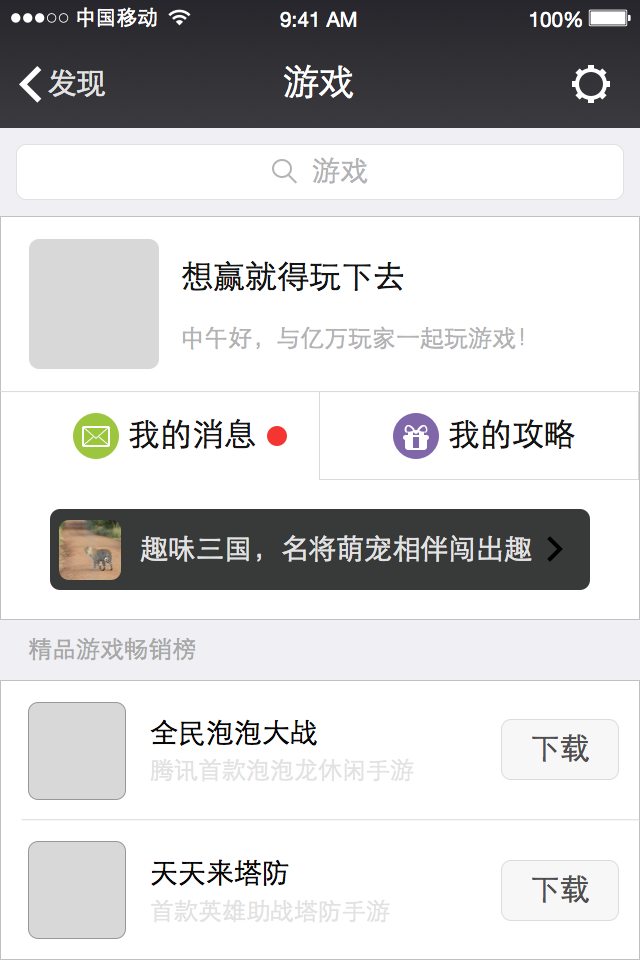 中国移动 9:41 AM 100%
发现 游戏
游戏
想赢就得玩下去
中午好，与亿万玩家一起玩游戏！
我的消息 我的攻略
趣味三国，名将萌宠相伴闯出趣
精品游戏畅销榜
全民泡泡大战
腾讯首款泡泡龙休闲手游
下载
天天来塔防
首款英雄助战塔防手游
下载